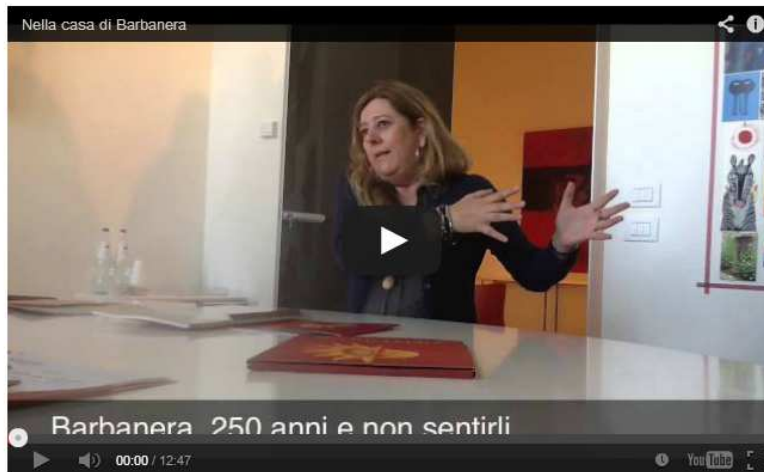 Nella casa di Barbanera
Barbanera, 250 anni e non sentirli
00:00 / 12:47
YouTube